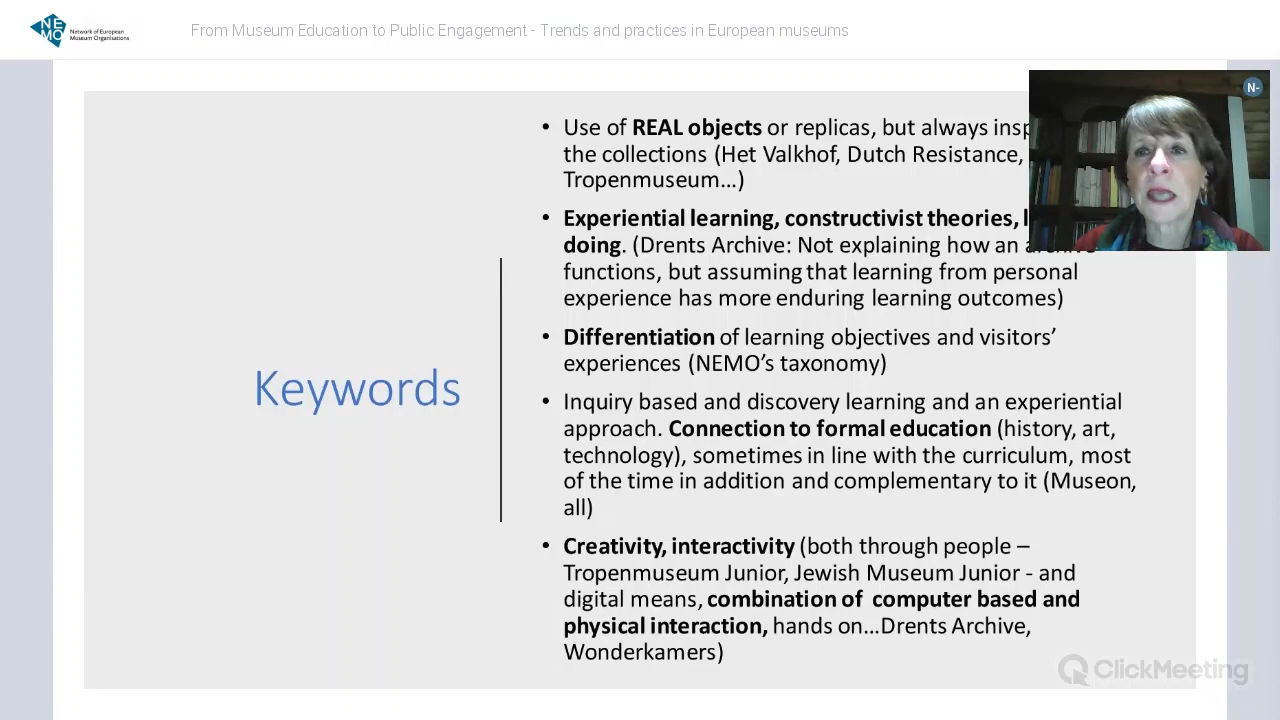 NE
MO
Network of European
Museum Organisations
From Museum Education to Public Engagement - Trends and practices in European museums
N-
Keywords
• Use of REAL objects or replicas, but always
the collections (Het Valkhof, Dutch Resistance,
Tropenmuseum...)
• Experiential learning, constructivist theories,
doing. (Drents Archive: Not explaining how an archive
functions, but assuming that learning from personal
experience has more enduring learning outcomes)
• Differentiation of learning objectives and visitors’
experiences (NEMO’s taxonomy)
• Inquiry based and discovery learning and an experiential
approach. Connection to formal education (history, art,
technology), sometimes in line with the curriculum, most
of the time in addition and complementary to it (Museon,
all)
• Creativity, interactivity (both through people –
Tropenmuseum Junior, Jewish Museum Junior - and
digital means, combination of computer based and
physical interaction, hands on...Drents Archive,
Wonderkamers)
ClickMeeting